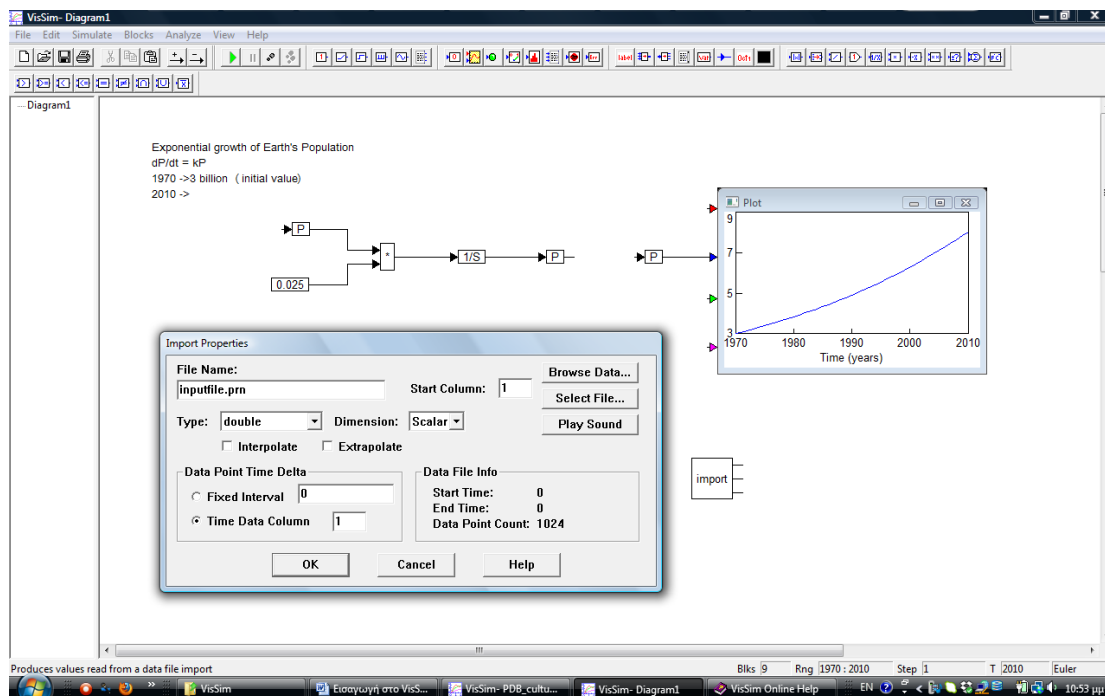 VisSim- Diagram1
File Edit Simulate Blocks Analyze View Help
Diagram1
Exponential growth of Earth's Population
dP/dt = kP
1970 ->3 billion ( initial value)
2010 ->
P
*
0.025
1/S
P
P
Plot
9
7
5
3
1970 1980 1990 2000 2010
Time (years)
Import Properties
File Name:
inputfile.prn
Start Column: 1
Browse Data...
Select File...
Play Sound
Type: double Dimension: Scalar
Interpolate Extrapolate
Data Point Time Delta
Fixed Interval 0
Time Data Column 1
Data File Info
Start Time: 0
End Time: 0
Data Point Count: 1024
OK Cancel Help
import
Produces values read from a data file import
Blks 9 Rng 1970 : 2010 Step 1 T 2010 Euler
VisSim Εισαγωγή στο VisS... VisSim- PDB_cultu... VisSim- Diagram1 VisSim Online Help EN 10:53 μμ